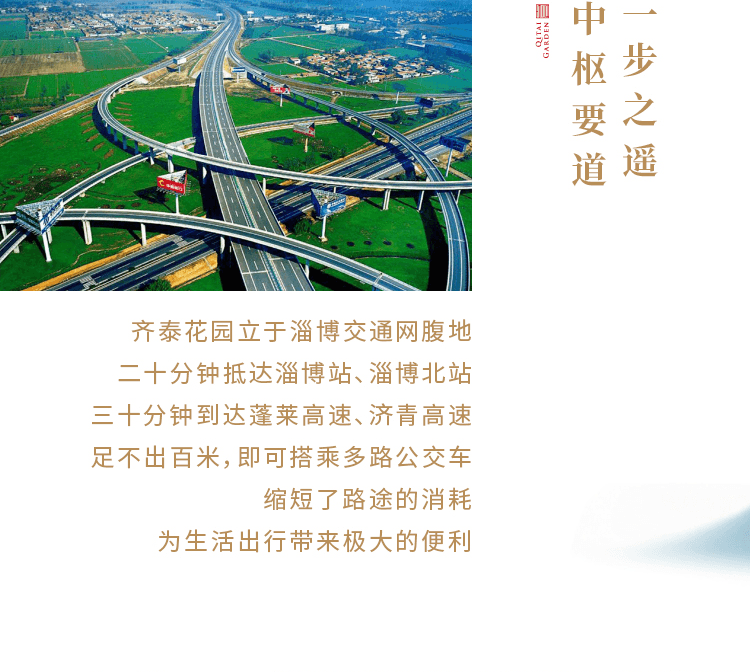 一步之遥
中枢要道
QITAI
GARDEN
齐泰花园立于淄博交通网腹地
二十分钟抵达淄博站、淄博北站
三十分钟到达蓬莱高速、济青高速
足不出百米，即可搭乘多路公交车
缩短了路途的消耗
为生活出行带来极大的便利